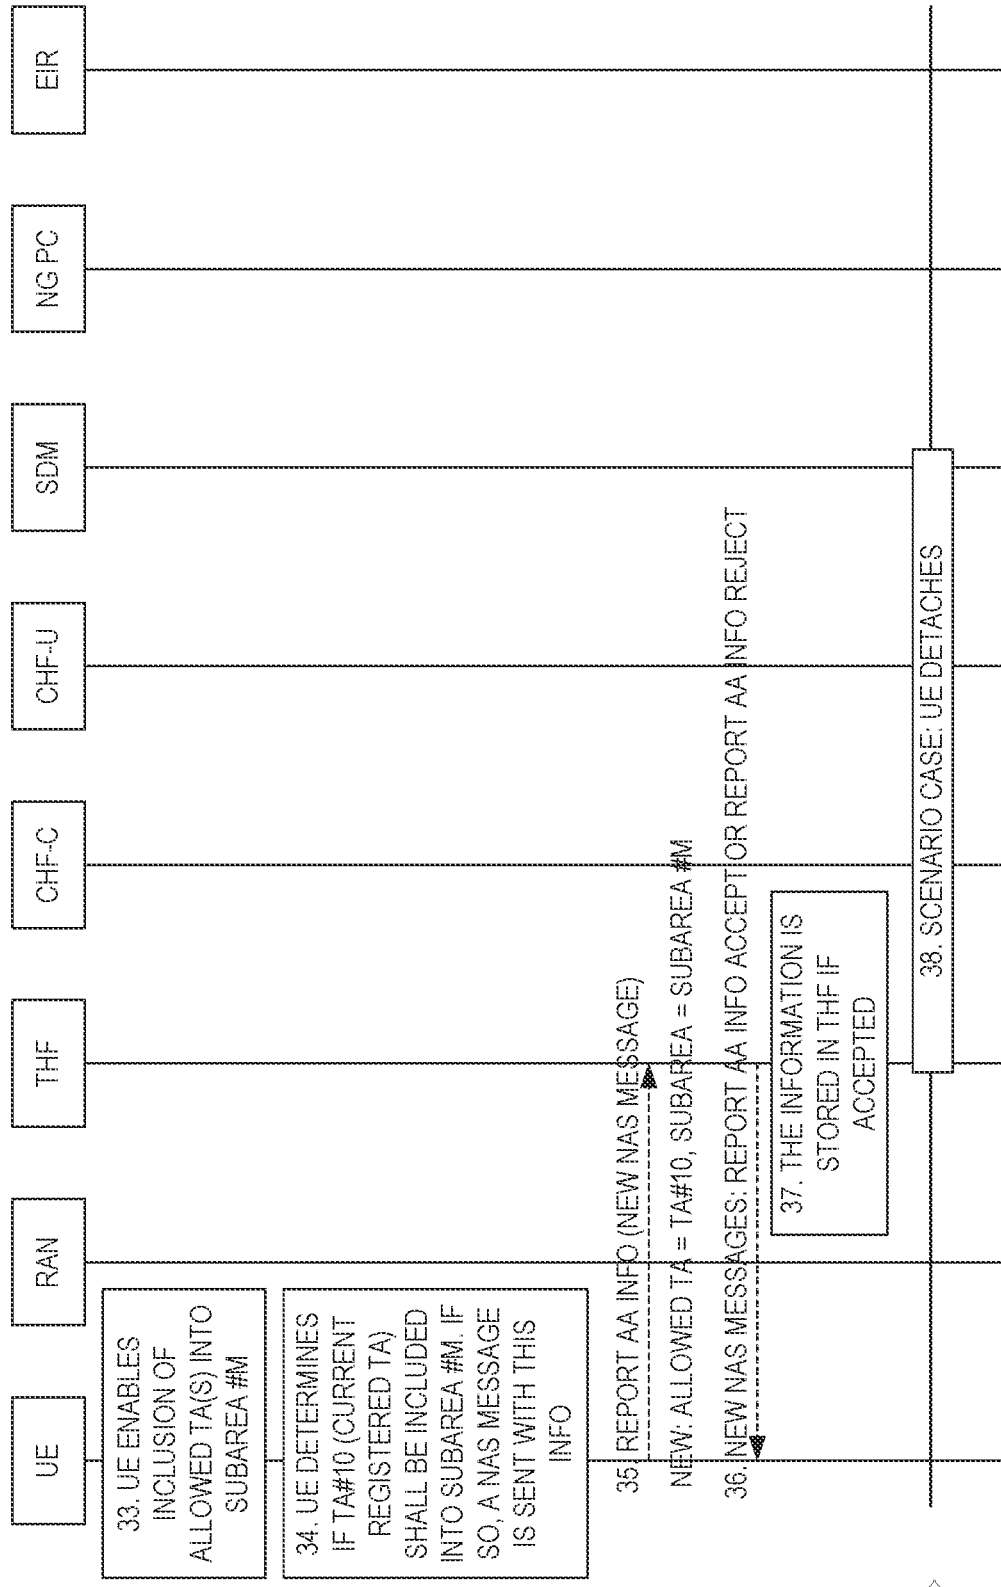 UE
RAN
THF
CHF-C
CHF-U
SDM
NG PC
EIR
33. UE ENABLES
INCLUSION OF
ALLOWED TA(S) INTO
SUBAREA #M
34. UE DETERMINES
IF TA#10 (CURRENT
REGISTERED TA)
SHALL BE INCLUDED
INTO SUBAREA #M. IF
SO, A NAS MESSAGE
IS SENT WITH THIS
INFO
35. REPORT AA INFO (NEW NAS MESSAGE)
NEW: ALLOWED TA = TA#10, SUBAREA = SUBAREA #M
36. NEW NAS MESSAGES: REPORT AA INFO ACCEPT OR REPORT AA INFO REJECT
37. THE INFORMATION IS
STORED IN THF IF
ACCEPTED
38. SCENARIO CASE: UE DETACHES